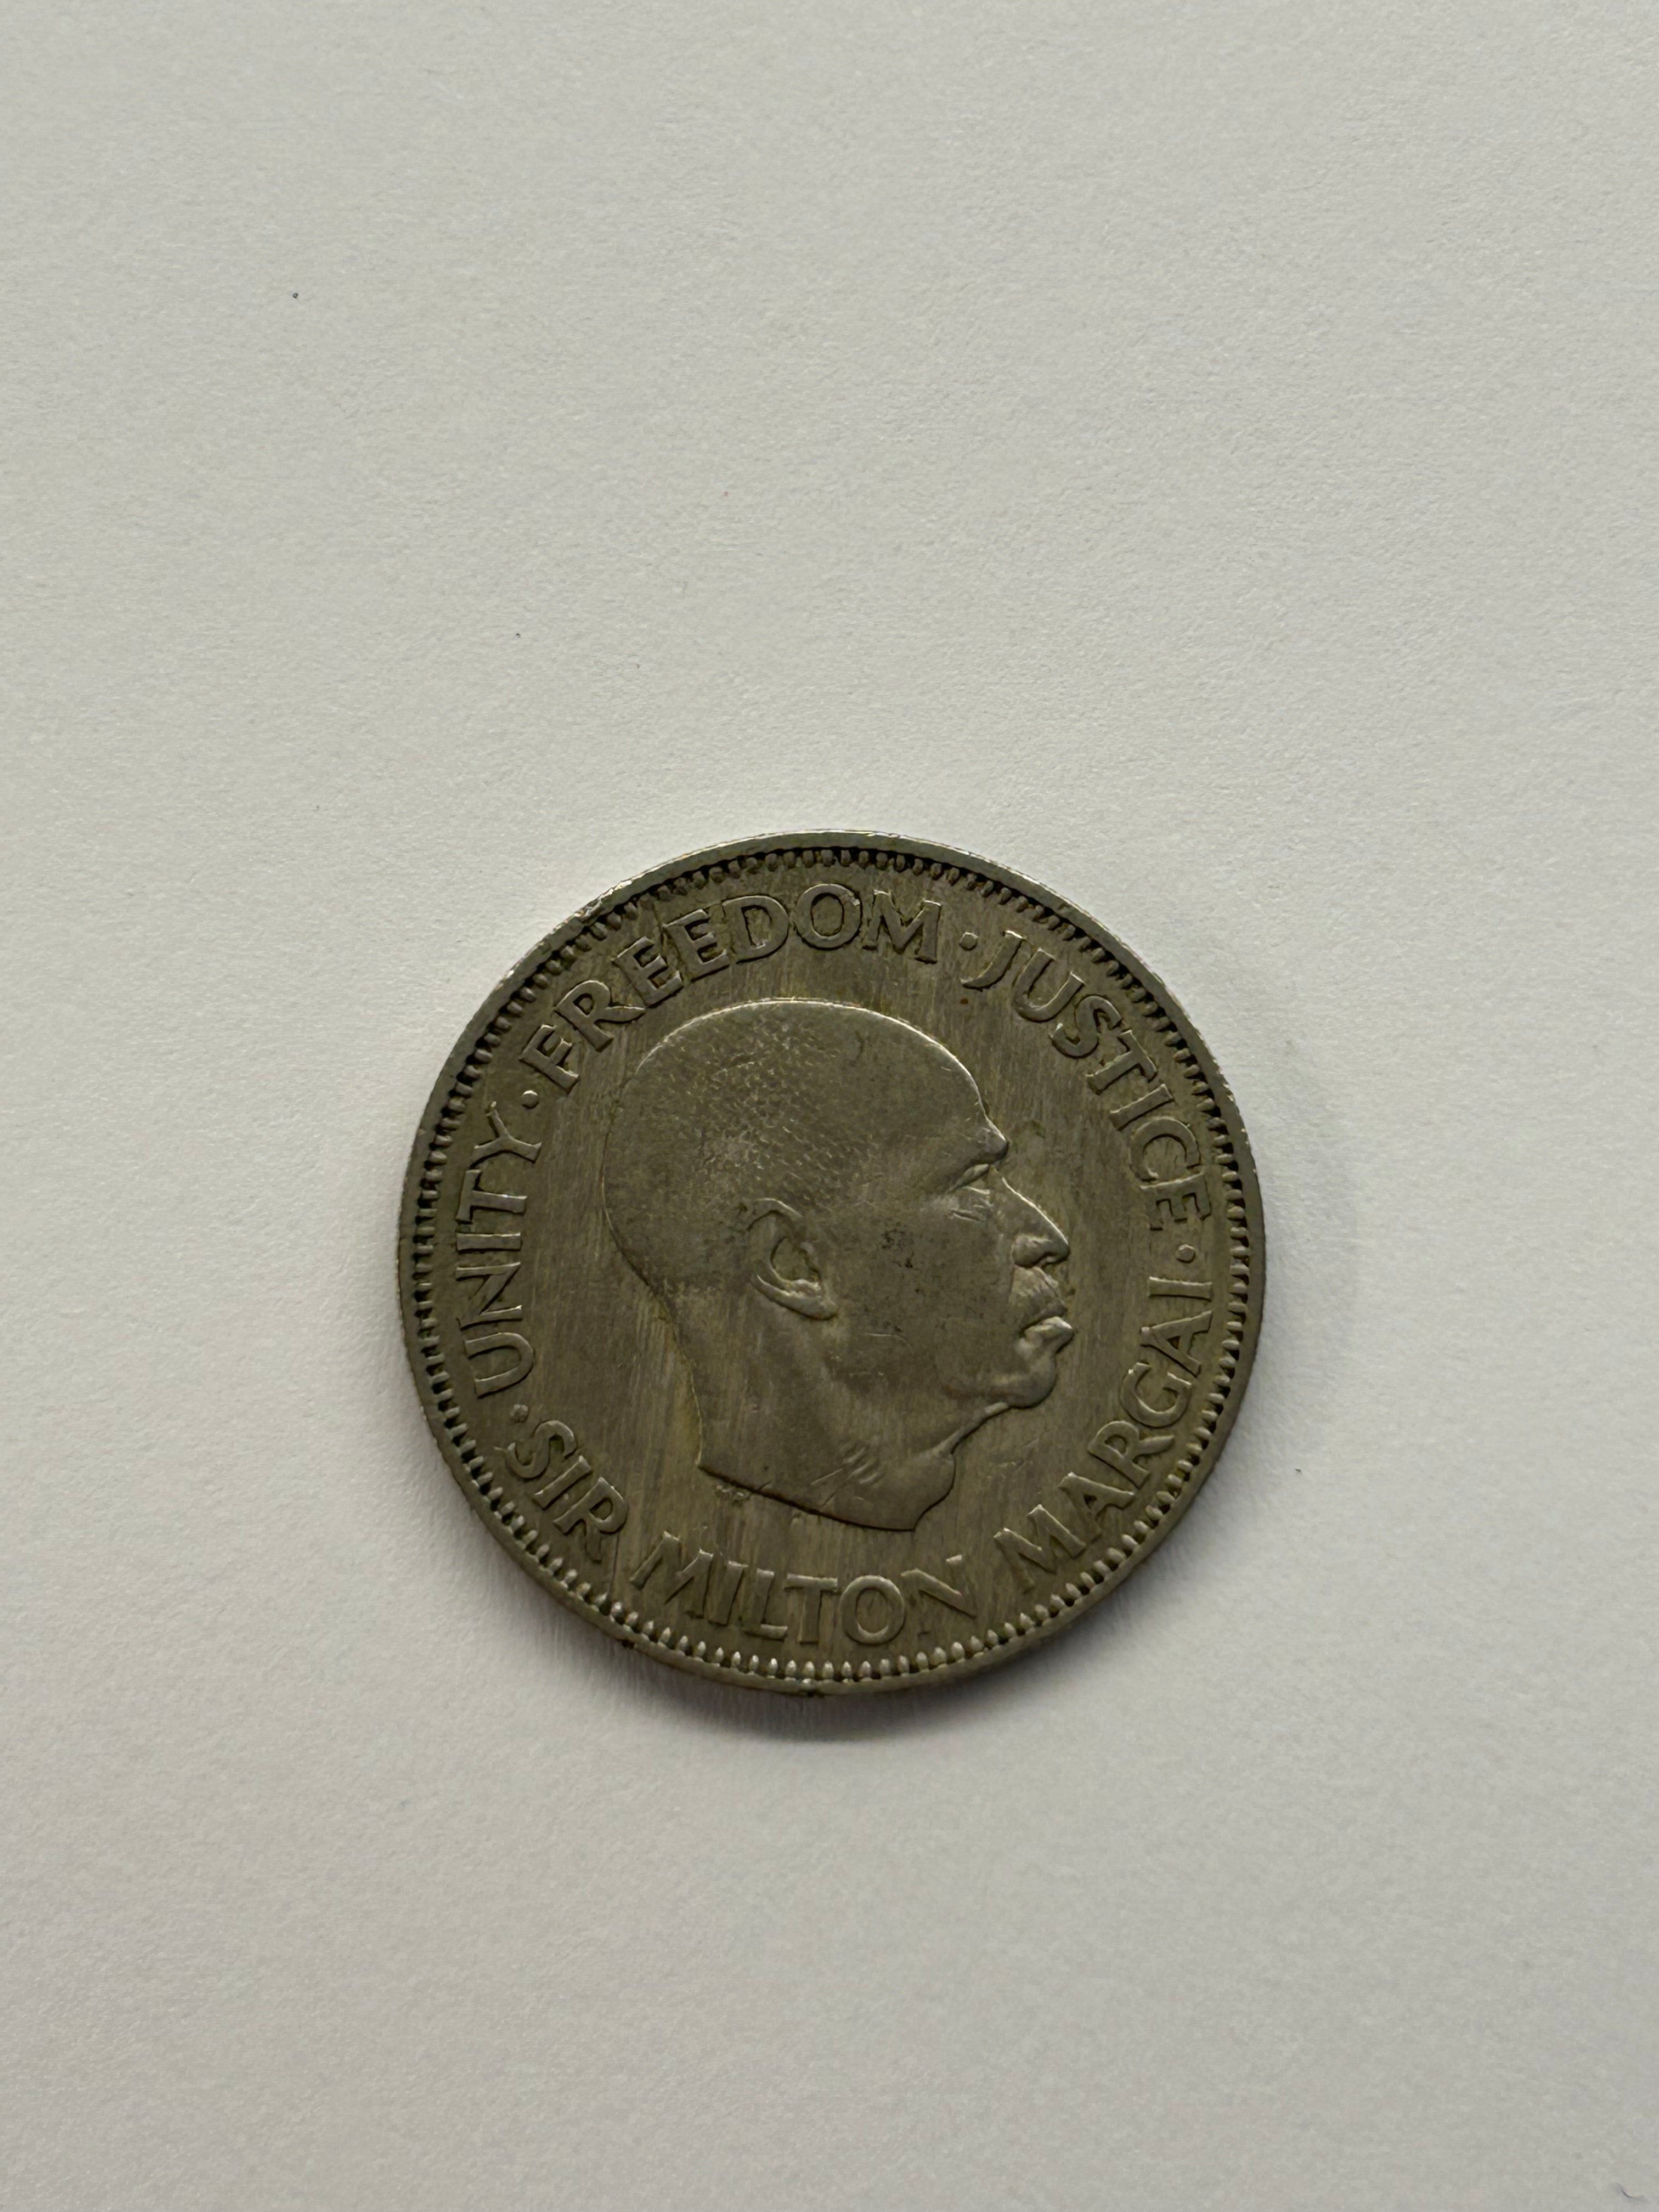 · UNITY · FREEDOM · JUSTICE ·
SIR MILTON MARGAI